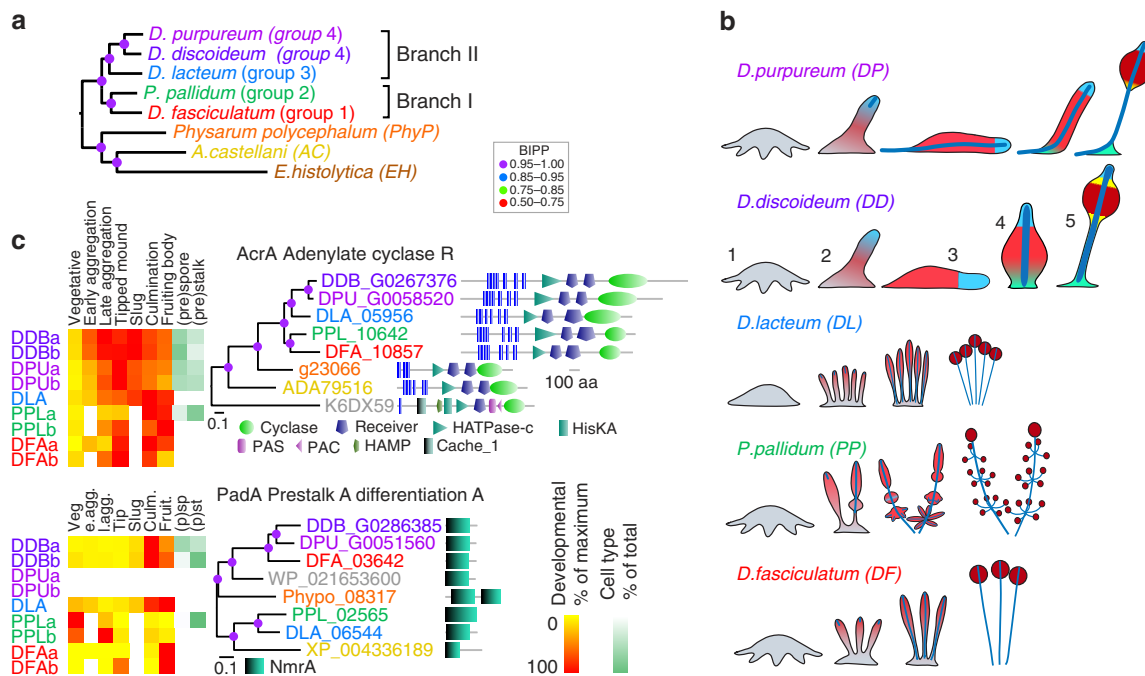 a
D. purpureum (group 4)
D. discoideum (group 4)
D. lacteum (group 3)
P. pallidum (group 2)
D. fasciculatum (group 1)
Physarum polycephalum (PhyP)
A.castellani (AC)
E.histolytica (EH)
Branch II
Branch I
BIPP
0.95–1.00
0.85–0.95
0.75–0.85
0.50–0.75
b
D.purpureum (DP)
D.discoideum (DD)
1
2
3
4
5
D.lacteum (DL)
P.pallidum (PP)
D.fasciculatum (DF)
c
Vegetative
Early aggregation
Late aggregation
Tipped mound
Slug
Culmination
Fruiting body
(pre)spore
(pre)stalk
DDBa
DDBb
DPUa
DPUb
DLA
PPLa
PPLb
DFAa
DFAb
AcrA Adenylate cyclase R
DDB_G0267376
DPU_G0058520
DLA_05956
PPL_10642
DFA_10857
g23066
ADA79516
K6DX59
0.1
100 aa
Cyclase
Receiver
HATPase-c
HisKA
PAS
PAC
HAMP
Cache_1
Veg
e.agg.
l.agg.
Tip
Slug
Culm.
Fruit.
(p)sp
(p)st
DDBa
DDBb
DPUa
DPUb
DLA
PPLa
PPLb
DFAa
DFAb
PadA Prestalk A differentiation A
DDB_G0286385
DPU_G0051560
DFA_03642
WP_021653600
Phypo_08317
PPL_02565
DLA_06544
XP_004336189
0.1
NmrA
Developmental
% of maximum
0
100
Cell type
% of total